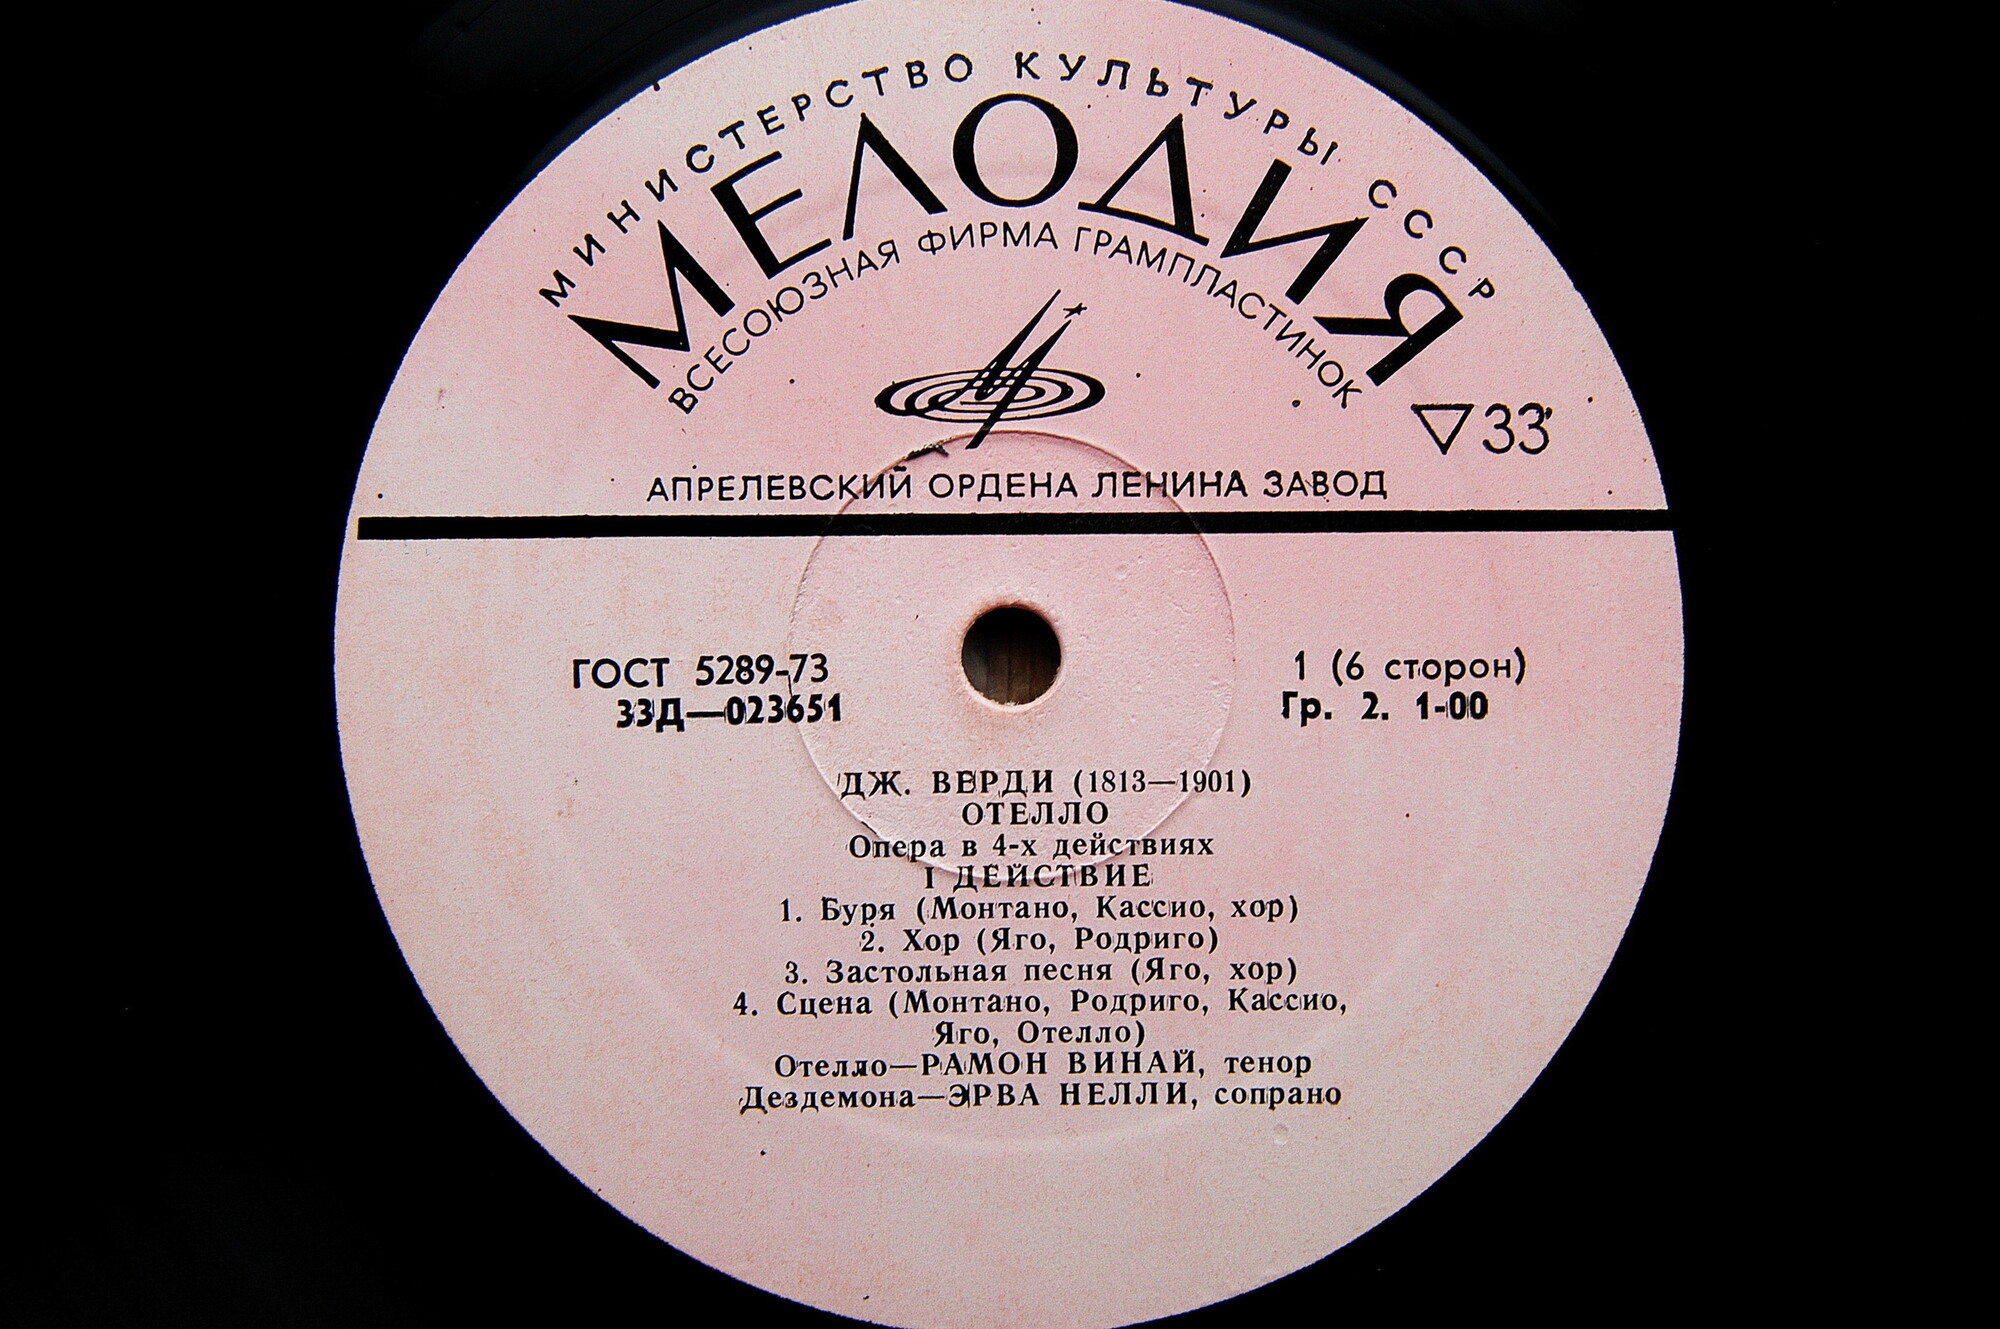 МИНИСТЕРСТВО КУЛЬТУРЫ СССР
МЕЛОДИЯ
ВСЕСОЮЗНАЯ ФИРМА ГРАМПЛАСТИНОК
▽33
АПРЕЛЕВСКИЙ ОРДЕНА ЛЕНИНА ЗАВОД
ГОСТ 5289-73
33Д—023651
1 (6 сторон)
Гр. 2. 1-00
ДЖ. ВЕРДИ (1813—1901)
ОТЕЛЛО
Опера в 4-х действиях
I ДЕЙСТВИЕ
1. Буря (Монтано, Кассио, хор)
2. Хор (Яго, Родриго)
3. Застольная песня (Яго, хор)
4. Сцена (Монтано, Родриго, Кассио,
Яго, Отелло)
Отелло—РАМОН ВИНАЙ, тенор
Дездемона—ЭРВА НЕЛЛИ, сопрано